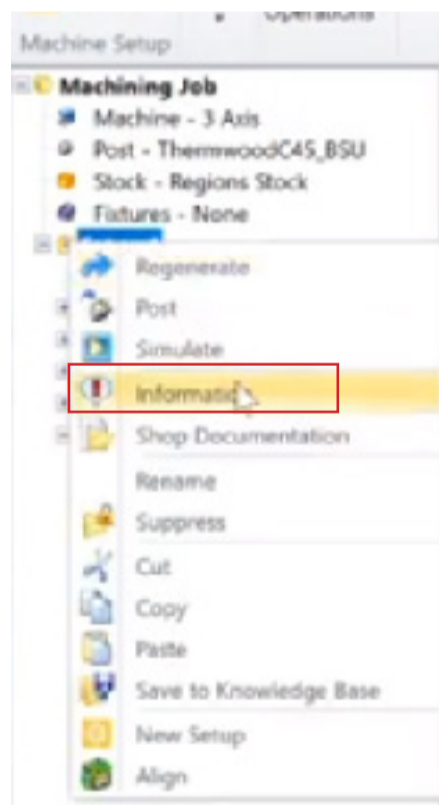 Operations
Machine Setup
Machining Job
Machine - 3 Axis
Post - ThermwoodC45_BSU
Stock - Regions Stock
Fixtures - None
Regenerate
Post
Simulate
Information
Shop Documentation
Rename
Suppress
Cut
Copy
Paste
Save to Knowledge Base
New Setup
Align